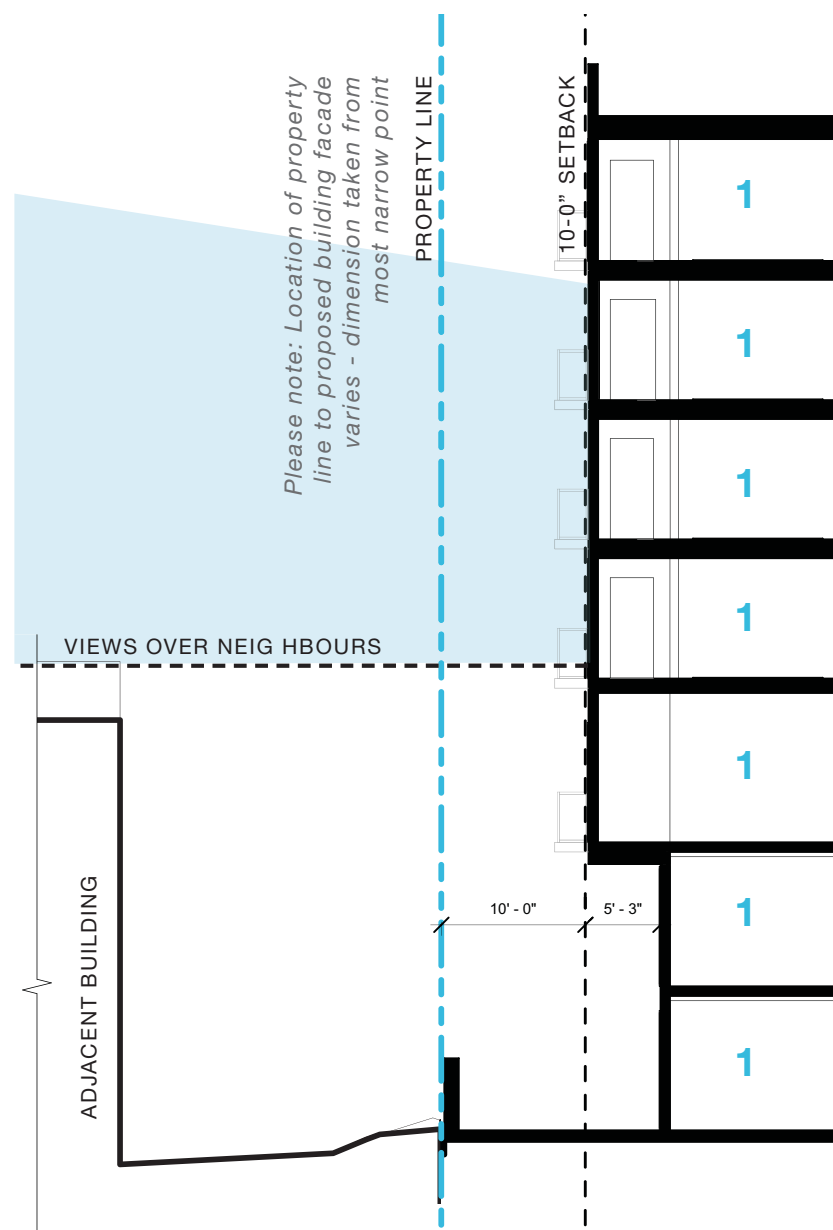 Please note: Location of property
line to proposed building facade
varies - dimension taken from
most narrow point
PROPERTY LINE
10-0” SETBACK
1
1
1
1
VIEWS OVER NEIG HBOURS
1
ADJACENT BUILDING
10' - 0"
5' - 3"
1
1